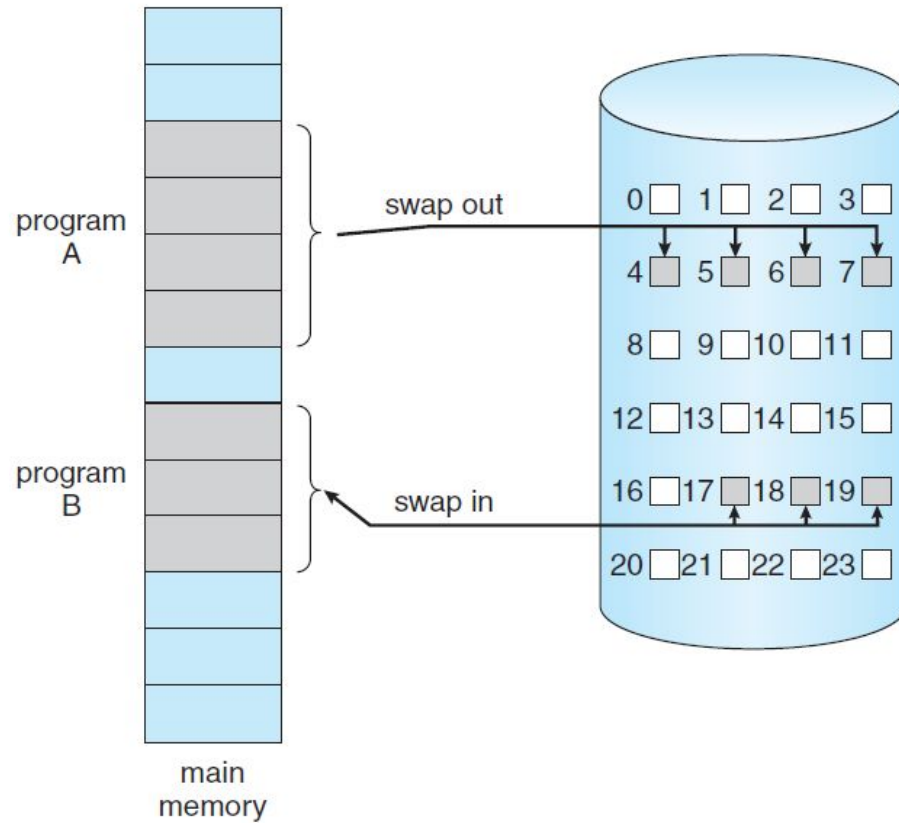 program
A
program
B
main
memory
swap out
swap in
0 1 2 3
4 5 6 7
8 9 10 11
12 13 14 15
16 17 18 19
20 21 22 23